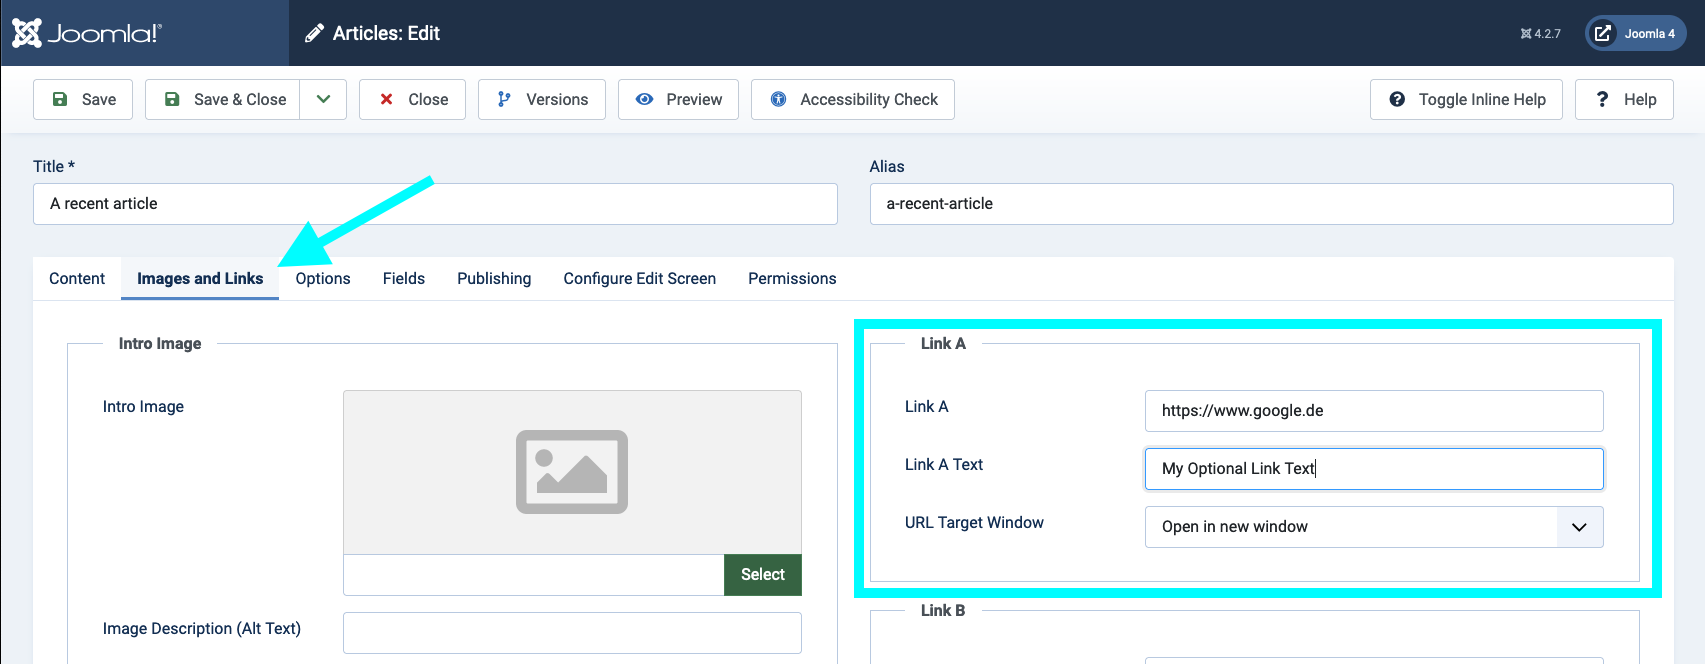 Joomla!® Articles: Edit 4.2.7 Joomla 4
Save Save & Close Close Versions Preview Accessibility Check Toggle Inline Help ? Help
Title * Alias
A recent article a-recent-article
Content Images and Links Options Fields Publishing Configure Edit Screen Permissions
Intro Image
Intro Image
Select
Image Description (Alt Text)
Link A
Link A https://www.google.de
Link A Text My Optional Link Text
URL Target Window Open in new window
Link B